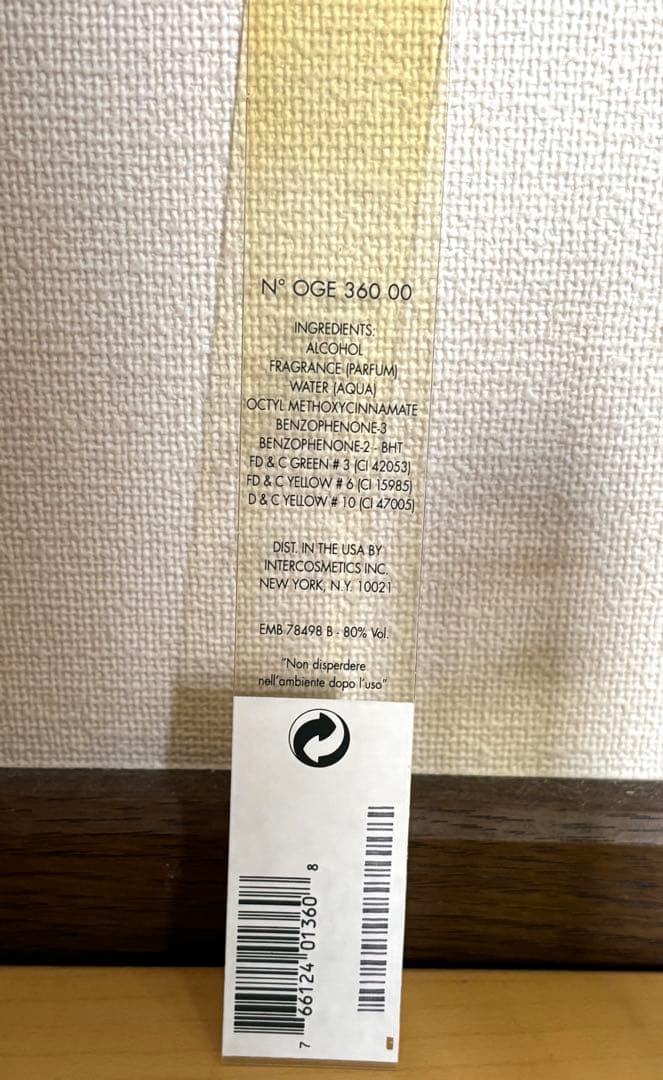 N° OGE 360 00
INGREDIENTS:
ALCOHOL
FRAGRANCE (PARFUM)
WATER (AQUA)
OCTYL METHOXYCINNAMATE
BENZOPHENONE-3
BENZOPHENONE-2 - BHT
FD & C GREEN # 3 (CI 42053)
FD & C YELLOW # 6 (CI 15985)
D & C YELLOW # 10 (CI 47005)
DIST. IN THE USA BY
INTERCOSMETICS INC.
NEW YORK, N.Y. 10021
EMB 78498 B - 80% Vol.
"Non disperdere
nell'ambiente dopo l'uso"
7 66124 01360 8